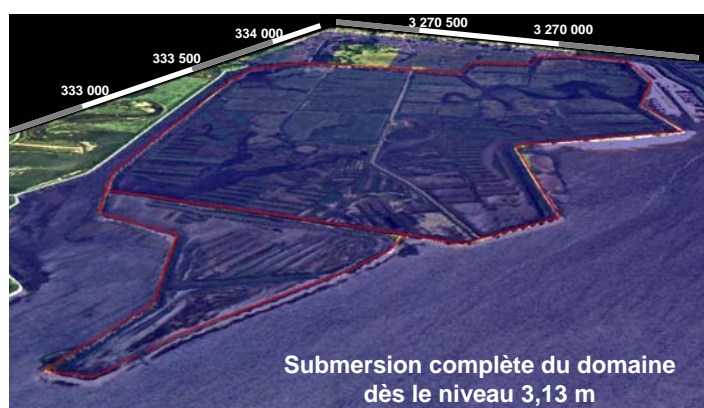 3 270 500
3 270 000
334 000
333 500
333 000
Submersion complète du domaine
dès le niveau 3,13 m